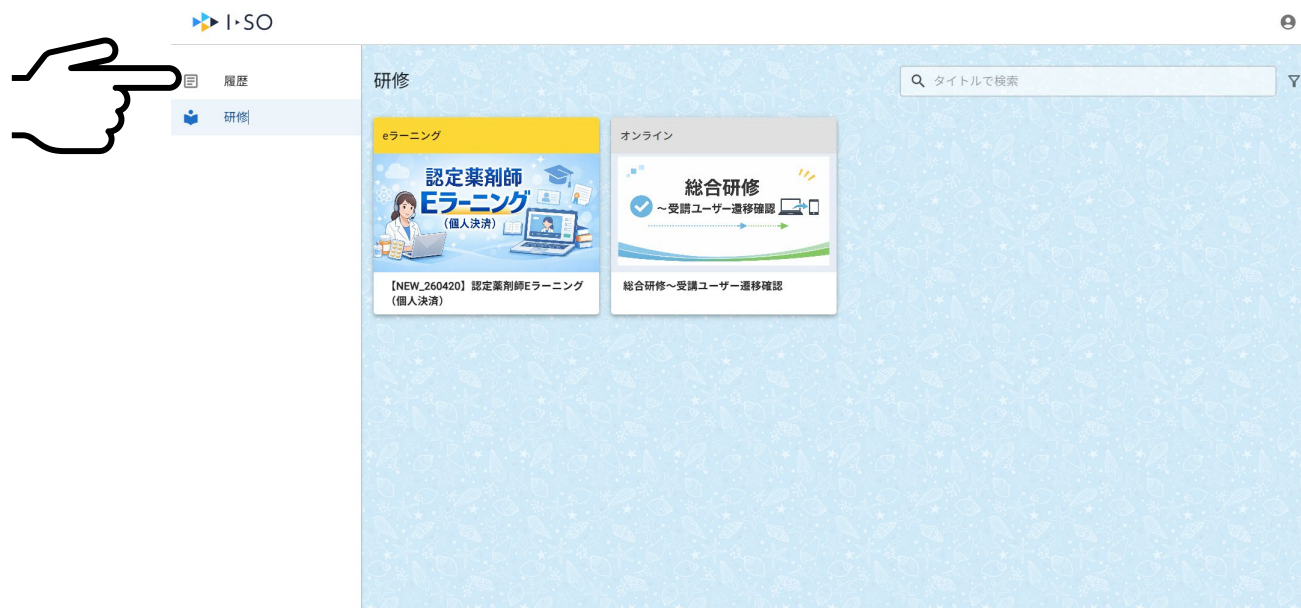 I・SO
履歴
研修
研修
タイトルで検索
eラーニング
認定薬剤師
Eラーニング
(個人決済)
【NEW_260420】認定薬剤師Eラーニング
（個人決済）
オンライン
総合研修
～受講ユーザー遷移確認
総合研修～受講ユーザー遷移確認